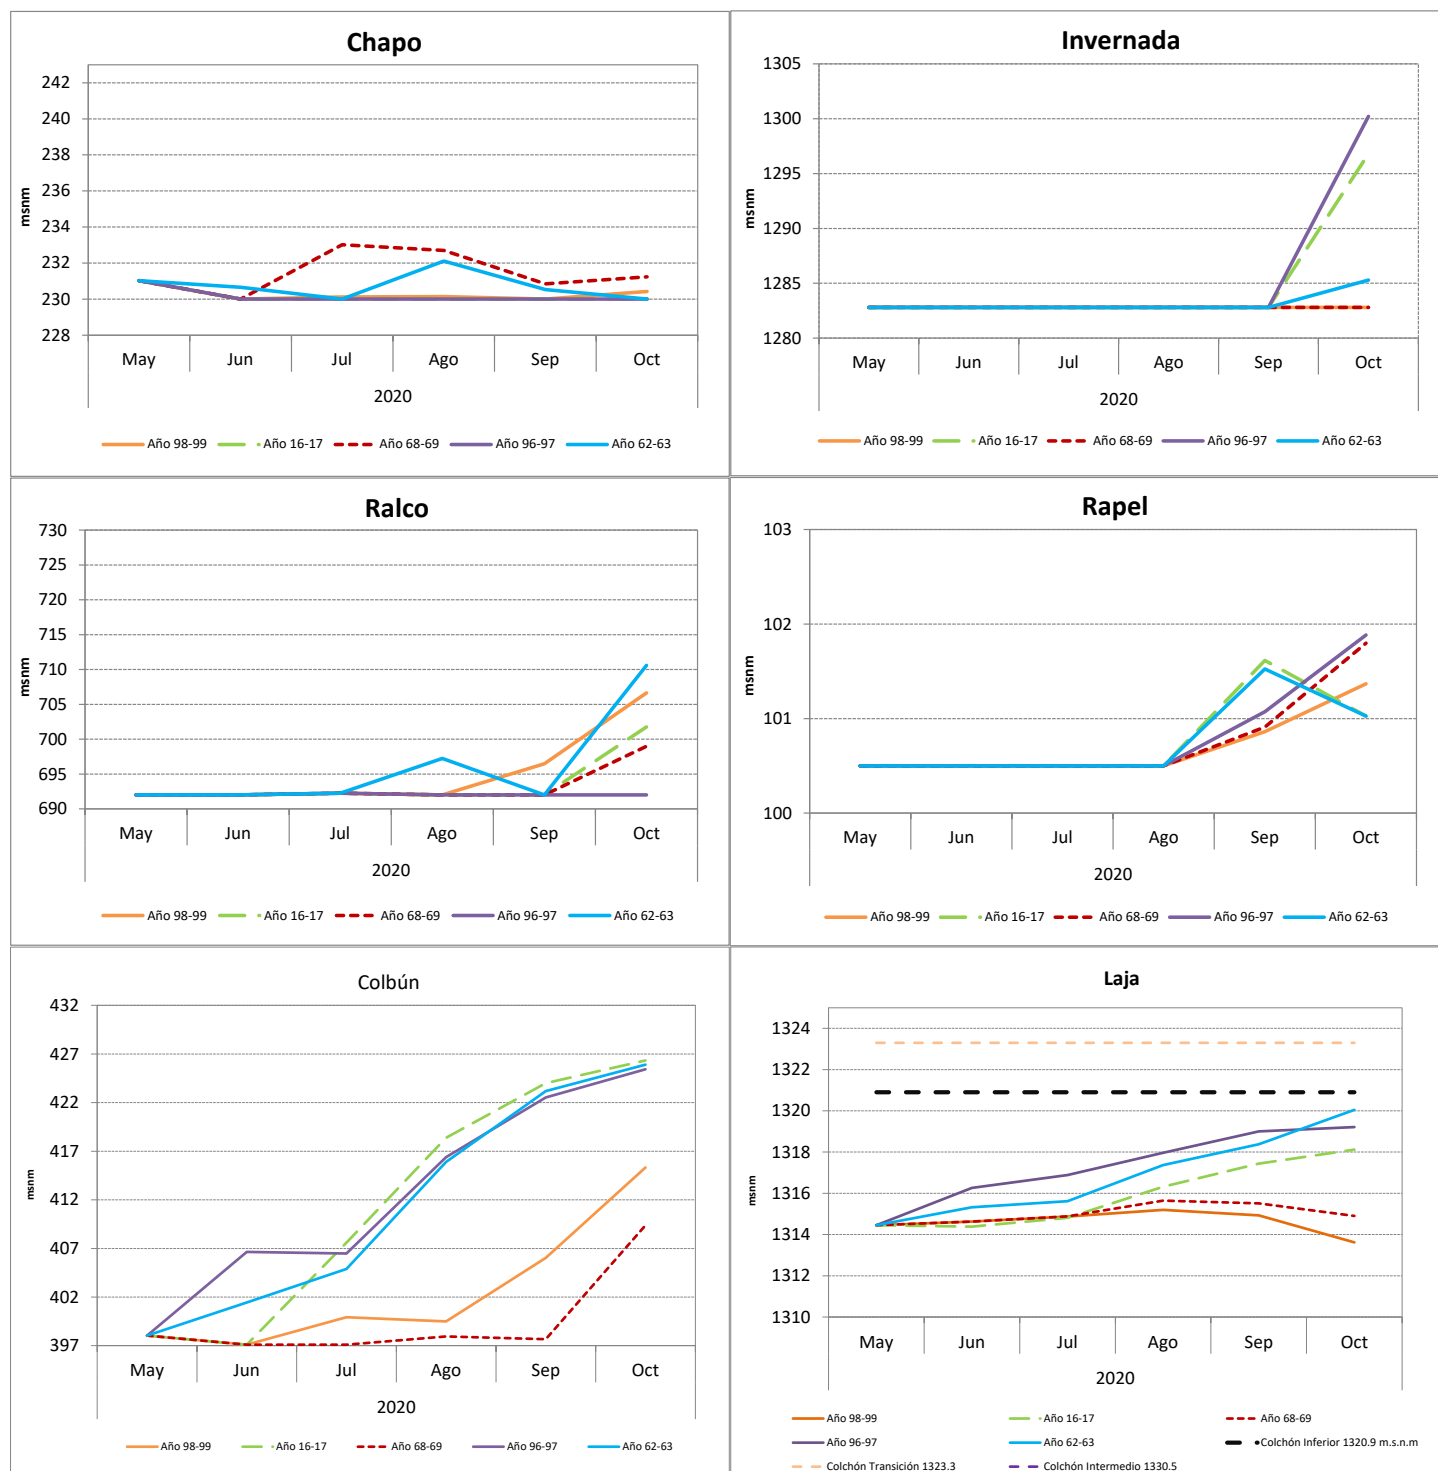 Chapo
242
240
238
236
234
232
230
228
msnm
May Jun Jul Ago Sep Oct
2020
Año 98-99 Año 16-17 Año 68-69 Año 96-97 Año 62-63
Invernada
1305
1300
1295
1290
1285
1280
msnm
May Jun Jul Ago Sep Oct
2020
Año 98-99 Año 16-17 Año 68-69 Año 96-97 Año 62-63
Ralco
730
725
720
715
710
705
700
695
690
msnm
May Jun Jul Ago Sep Oct
2020
Año 98-99 Año 16-17 Año 68-69 Año 96-97 Año 62-63
Rapel
103
102
101
100
msnm
May Jun Jul Ago Sep Oct
2020
Año 98-99 Año 16-17 Año 68-69 Año 96-97 Año 62-63
Colbún
432
427
422
417
412
407
402
397
msnm
May Jun Jul Ago Sep Oct
2020
Año 98-99 Año 16-17 Año 68-69 Año 96-97 Año 62-63
Laja
1324
1322
1320
1318
1316
1314
1312
1310
msnm
May Jun Jul Ago Sep Oct
2020
Año 98-99 Año 16-17 Año 68-69
Año 96-97 Año 62-63 Colchón Inferior 1320.9 m.s.n.m
Colchón Transición 1323.3 Colchón Intermedio 1330.5